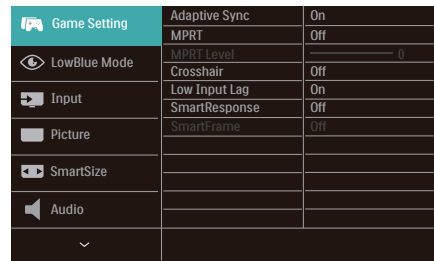 Game Setting
LowBlue Mode
Input
Picture
SmartSize
Audio
Adaptive Sync On
MPRT Off
MPRT Level 0
Crosshair Off
Low Input Lag On
SmartResponse Off
SmartFrame Off